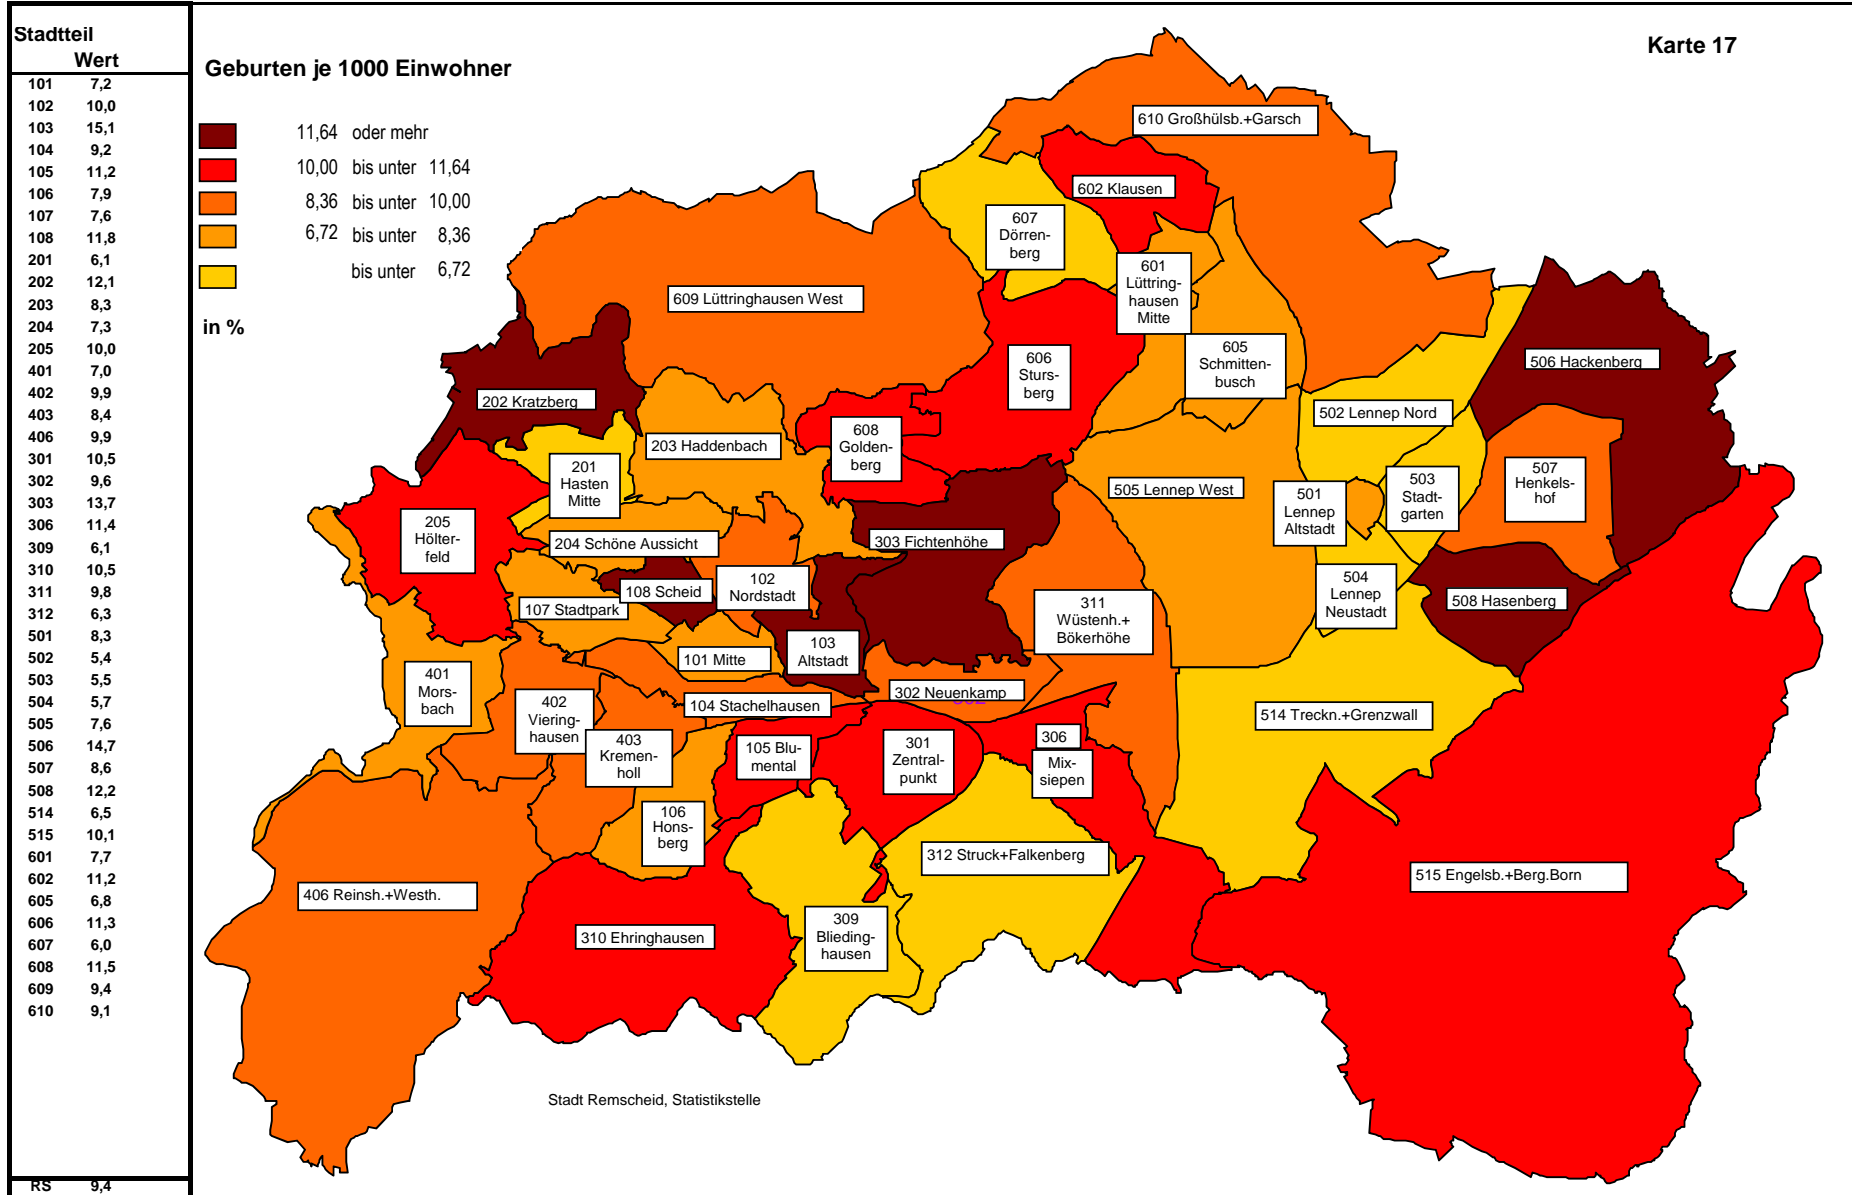 Stadtteil
Wert
101 7,2
102 10,0
103 15,1
104 9,2
105 11,2
106 7,9
107 7,6
108 11,8
201 6,1
202 12,1
203 8,3
204 7,3
205 10,0
401 7,0
402 9,9
403 8,4
406 9,9
301 10,5
302 9,6
303 13,7
306 11,4
309 6,1
310 10,5
311 9,8
312 6,3
501 8,3
502 5,4
503 5,5
504 5,7
505 7,6
506 14,7
507 8,6
508 12,2
514 6,5
515 10,1
601 7,7
602 11,2
605 6,8
606 11,3
607 6,0
608 11,5
609 9,4
610 9,1
RS 9,4
Karte 17
Geburten je 1000 Einwohner
11,64 oder mehr
10,00 bis unter 11,64
8,36 bis unter 10,00
6,72 bis unter 8,36
bis unter 6,72
in %
610 Großhülsb.+Garsch
602 Klausen
607
Dörren-
berg
601
Lüttring-
hausen
Mitte
609 Lüttringhausen West
605
Schmitten-
busch
606
Sturs-
berg
506 Hackenberg
202 Kratzberg
502 Lennep Nord
203 Haddenbach
608
Golden-
berg
201
Hasten
Mitte
505 Lennep West
501
Lennep
Altstadt
503
Stadt-
garten
507
Henkels-
hof
205
Hölter-
feld
204 Schöne Aussicht
303 Fichtenhöhe
108 Scheid
102
Nordstadt
504
Lennep
Neustadt
508 Hasenberg
107 Stadtpark
311
Wüstenh.+
Bökerhöhe
103
Altstadt
101 Mitte
401
Mors-
bach
302 Neuenkamp
402
Viering-
hausen
104 Stachelhausen
514 Treckn.+Grenzwall
403
Kremen-
holl
105 Blu-
mental
301
Zentral-
punkt
306
Mix-
siepen
106
Hons-
berg
312 Struck+Falkenberg
515 Engelsb.+Berg.Born
406 Reinsh.+Westh.
310 Ehringhausen
309
Blieding-
hausen
Stadt Remscheid, Statistikstelle